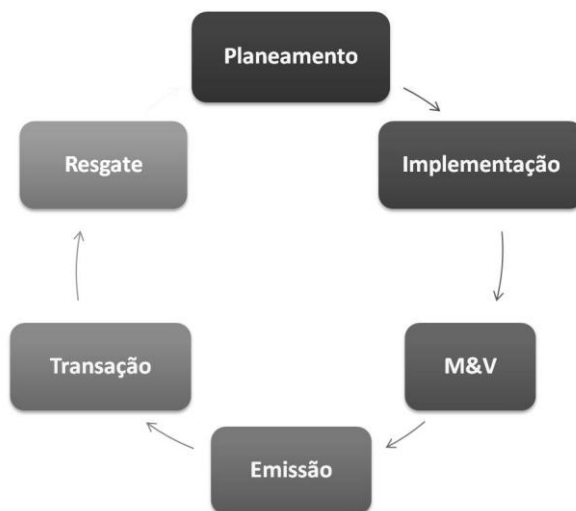 Planeamento
Implementação
M&V
Emissão
Transação
Resgate